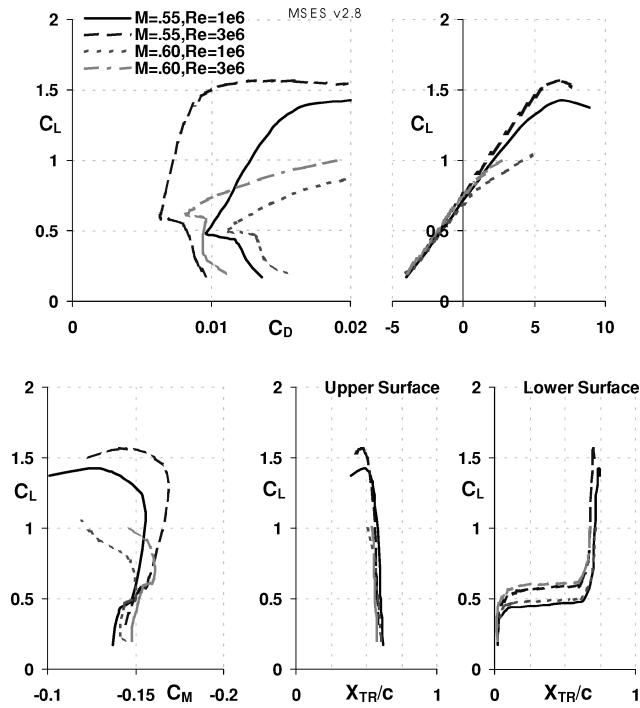 MSES v2.8
M=.55,Re=1e6
M=.55,Re=3e6
M=.60,Re=1e6
M=.60,Re=3e6
2
1.5
C_L
1
0.5
0
0
0.01
C_D
0.02
2
1.5
C_L
1
0.5
0
-5
0
5
10
2
1.5
C_L
1
0.5
0
-0.1
-0.15
C_M
-0.2
Upper Surface
2
1.5
C_L
1
0.5
0
0
X_TR/C
1
Lower Surface
2
1.5
C_L
1
0.5
0
0
X_TR/C
1